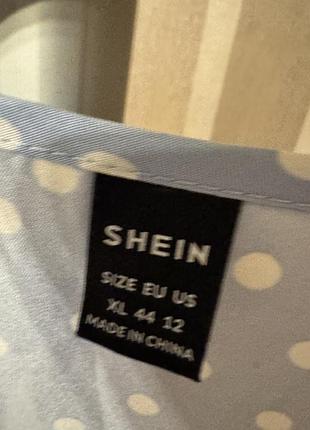 SHEIN
SIZE EU US
XL 44 12
MADE IN CHINA